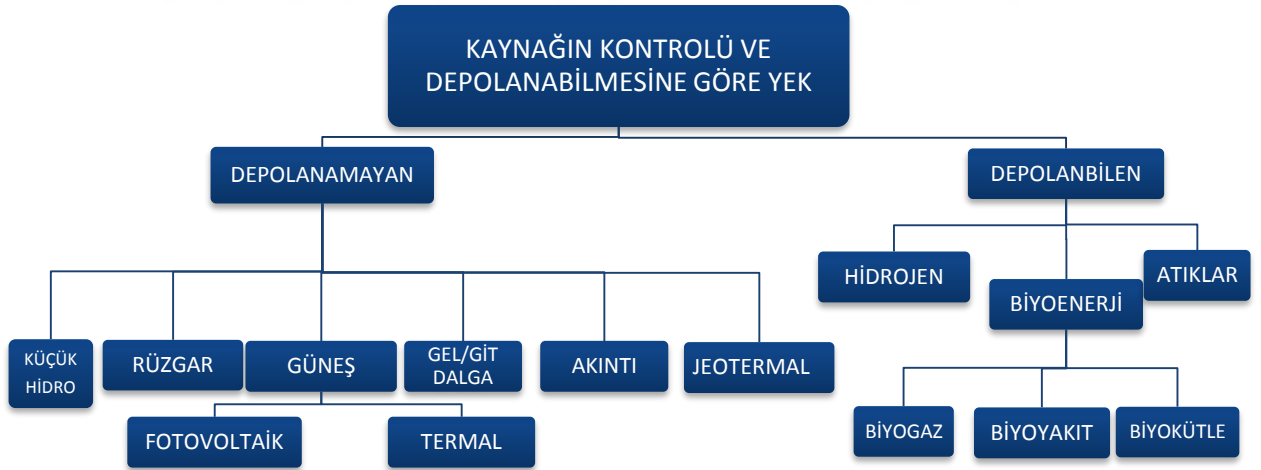 KAYNAĞIN KONTROLÜ VE
DEPOLANABİLMESİNE GÖRE YEK
DEPOLANAMAYAN
DEPOLANBİLEN
HİDROJEN
ATIKLAR
BİYOENERJİ
KÜÇÜK
HİDRO
RÜZGAR
GÜNEŞ
GEL/GİT
DALGA
AKINTI
JEOTERMAL
FOTOVOLTAİK
TERMAL
BİYOGAZ
BİYOYAKIT
BİYOKÜTLE